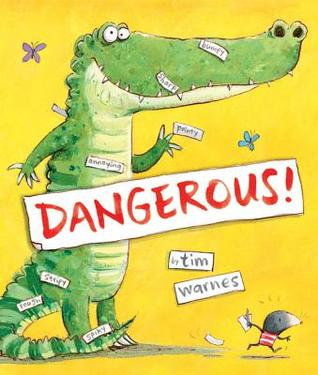 bumpy
sharp
pointy
annoying
DANGEROUS!
by tim
warnes
stripy
rough
spiky